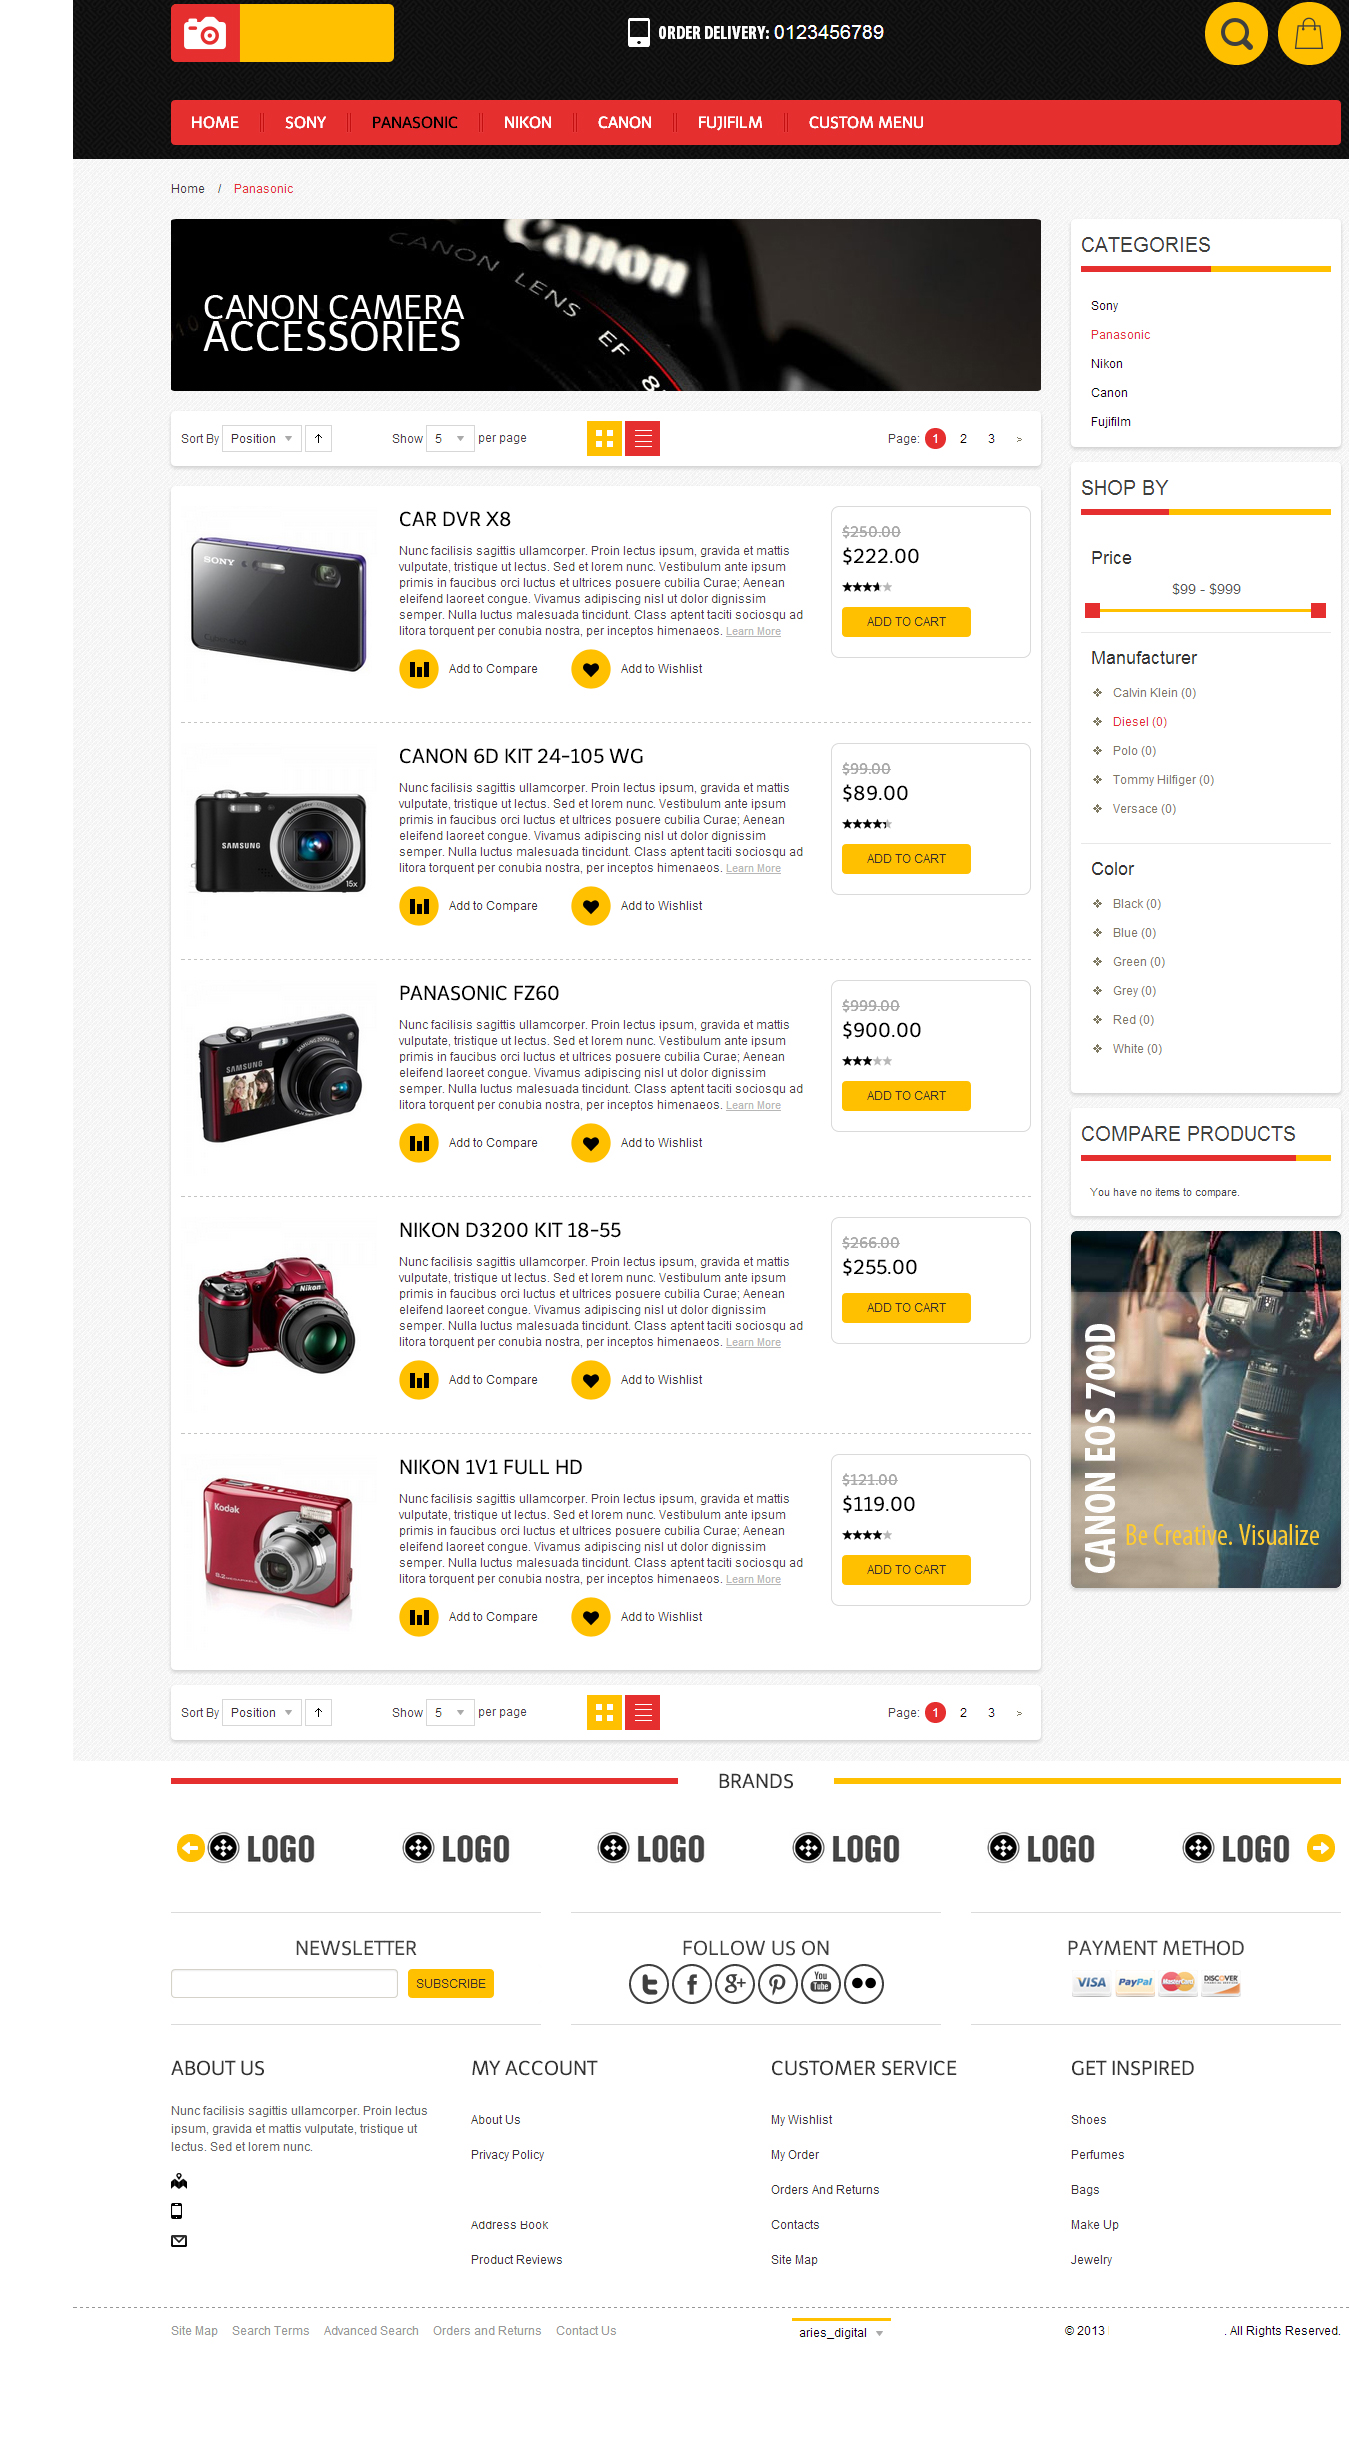 ORDER DELIVERY: 0123456789
HOME SONY PANASONIC NIKON CANON FUJIFILM CUSTOM MENU
Home / Panasonic
Canon
CANON LENS
EF
CANON CAMERA
ACCESSORIES
Sort By Position Show 5 per page Page: 1 2 3 >
CAR DVR X8
SONY
Cyber-shot
Nunc facilisis sagittis ullamcorper. Proin lectus ipsum, gravida et mattis
vulputate, tristique ut lectus. Sed et lorem nunc. Vestibulum ante ipsum
primis in faucibus orci luctus et ultrices posuere cubilia Curae; Aenean
eleifend laoreet congue. Vivamus adipiscing nisl ut dolor dignissim
semper. Nulla luctus malesuada tincidunt. Class aptent taciti sociosqu ad
litora torquent per conubia nostra, per inceptos himenaeos. Learn More
Add to Compare Add to Wishlist
$250.00
$222.00
ADD TO CART
CANON 6D KIT 24-105 WG
SAMSUNG
15x
Nunc facilisis sagittis ullamcorper. Proin lectus ipsum, gravida et mattis
vulputate, tristique ut lectus. Sed et lorem nunc. Vestibulum ante ipsum
primis in faucibus orci luctus et ultrices posuere cubilia Curae; Aenean
eleifend laoreet congue. Vivamus adipiscing nisl ut dolor dignissim
semper. Nulla luctus malesuada tincidunt. Class aptent taciti sociosqu ad
litora torquent per conubia nostra, per inceptos himenaeos. Learn More
Add to Compare Add to Wishlist
$99.00
$89.00
ADD TO CART
PANASONIC FZ60
SAMSUNG
Nunc facilisis sagittis ullamcorper. Proin lectus ipsum, gravida et mattis
vulputate, tristique ut lectus. Sed et lorem nunc. Vestibulum ante ipsum
primis in faucibus orci luctus et ultrices posuere cubilia Curae; Aenean
eleifend laoreet congue. Vivamus adipiscing nisl ut dolor dignissim
semper. Nulla luctus malesuada tincidunt. Class aptent taciti sociosqu ad
litora torquent per conubia nostra, per inceptos himenaeos. Learn More
Add to Compare Add to Wishlist
$999.00
$900.00
ADD TO CART
NIKON D3200 KIT 18-55
Nikon
Nunc facilisis sagittis ullamcorper. Proin lectus ipsum, gravida et mattis
vulputate, tristique ut lectus. Sed et lorem nunc. Vestibulum ante ipsum
primis in faucibus orci luctus et ultrices posuere cubilia Curae; Aenean
eleifend laoreet congue. Vivamus adipiscing nisl ut dolor dignissim
semper. Nulla luctus malesuada tincidunt. Class aptent taciti sociosqu ad
litora torquent per conubia nostra, per inceptos himenaeos. Learn More
Add to Compare Add to Wishlist
$266.00
$255.00
ADD TO CART
NIKON 1V1 FULL HD
Kodak
Nunc facilisis sagittis ullamcorper. Proin lectus ipsum, gravida et mattis
vulputate, tristique ut lectus. Sed et lorem nunc. Vestibulum ante ipsum
primis in faucibus orci luctus et ultrices posuere cubilia Curae; Aenean
eleifend laoreet congue. Vivamus adipiscing nisl ut dolor dignissim
semper. Nulla luctus malesuada tincidunt. Class aptent taciti sociosqu ad
litora torquent per conubia nostra, per inceptos himenaeos. Learn More
Add to Compare Add to Wishlist
$121.00
$119.00
ADD TO CART
Sort By Position Show 5 per page Page: 1 2 3 >
CATEGORIES
Sony
Panasonic
Nikon
Canon
Fujifilm
SHOP BY
Price
$99 - $999
Manufacturer
Calvin Klein (0)
Diesel (0)
Polo (0)
Tommy Hilfiger (0)
Versace (0)
Color
Black (0)
Blue (0)
Green (0)
Grey (0)
Red (0)
White (0)
COMPARE PRODUCTS
You have no items to compare.
CANON EOS 700D
Be Creative. Visualize
BRANDS
LOGO LOGO LOGO LOGO LOGO LOGO
NEWSLETTER
SUBSCRIBE
FOLLOW US ON
You Tube
PAYMENT METHOD
VISA PayPal MasterCard DISCOVER
ABOUT US
Nunc facilisis sagittis ullamcorper. Proin lectus
ipsum, gravida et mattis vulputate, tristique ut
lectus. Sed et lorem nunc.
MY ACCOUNT
About Us
Privacy Policy
Address Book
Product Reviews
CUSTOMER SERVICE
My Wishlist
My Order
Orders And Returns
Contacts
Site Map
GET INSPIRED
Shoes
Perfumes
Bags
Make Up
Jewelry
Site Map Search Terms Advanced Search Orders and Returns Contact Us
aries_digital
© 2013 . All Rights Reserved.